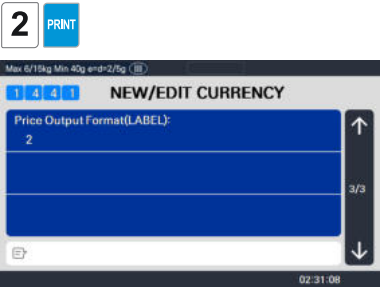 2 PRINT
Max 6/15kg Min 40g e=d=2/5g
1 4 4 1 NEW/EDIT CURRENCY
Price Output Format(LABEL):
2
3/3
02:31:08